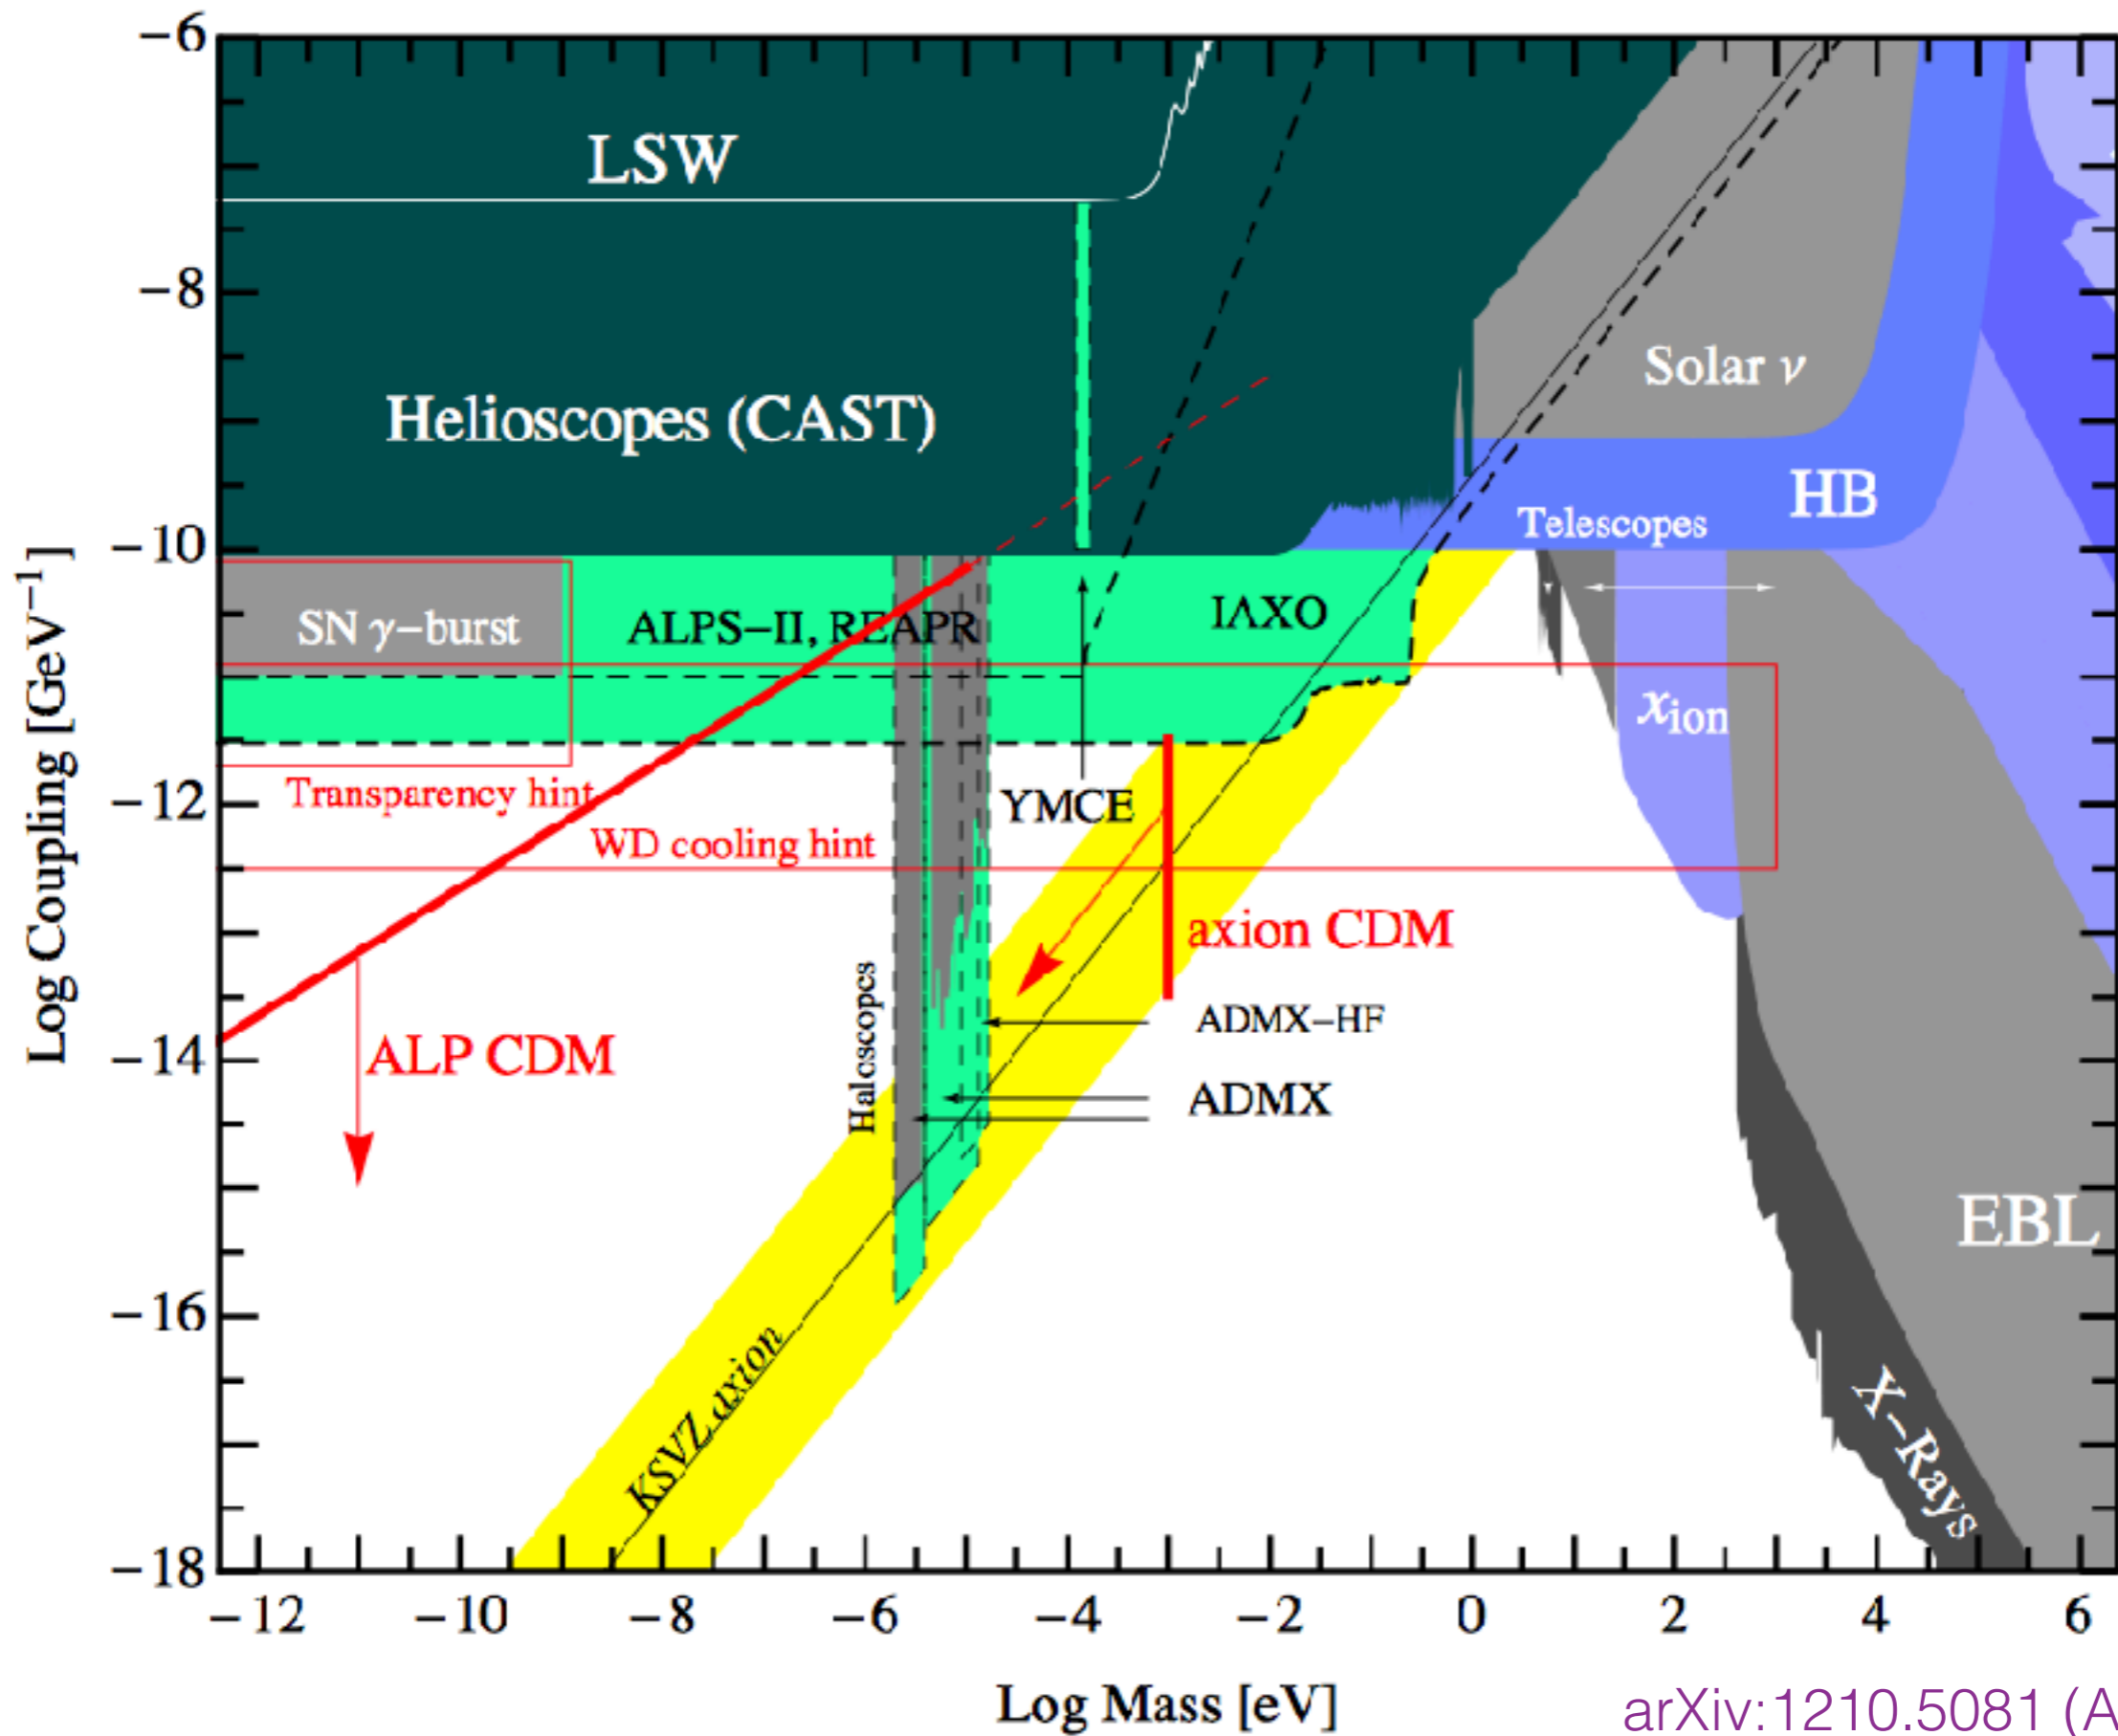 −6
LSW
−8
Solar ν
Helioscopes (CAST)
HB
Telescopes
−10
SN γ−burst
ALPS−II, REAPR
IAXO
xion
−12
Transparency hint
YMCE
WD cooling hint
axion CDM
Haloscopes
ADMX−HF
ALP CDM
−14
ADMX
EBL
−16
KSVZ axion
X−Rays
−18
−12 −10 −8 −6 −4 −2 0 2 4 6
Log Coupling [GeV−1]
Log Mass [eV]
arXiv:1210.5081 (A